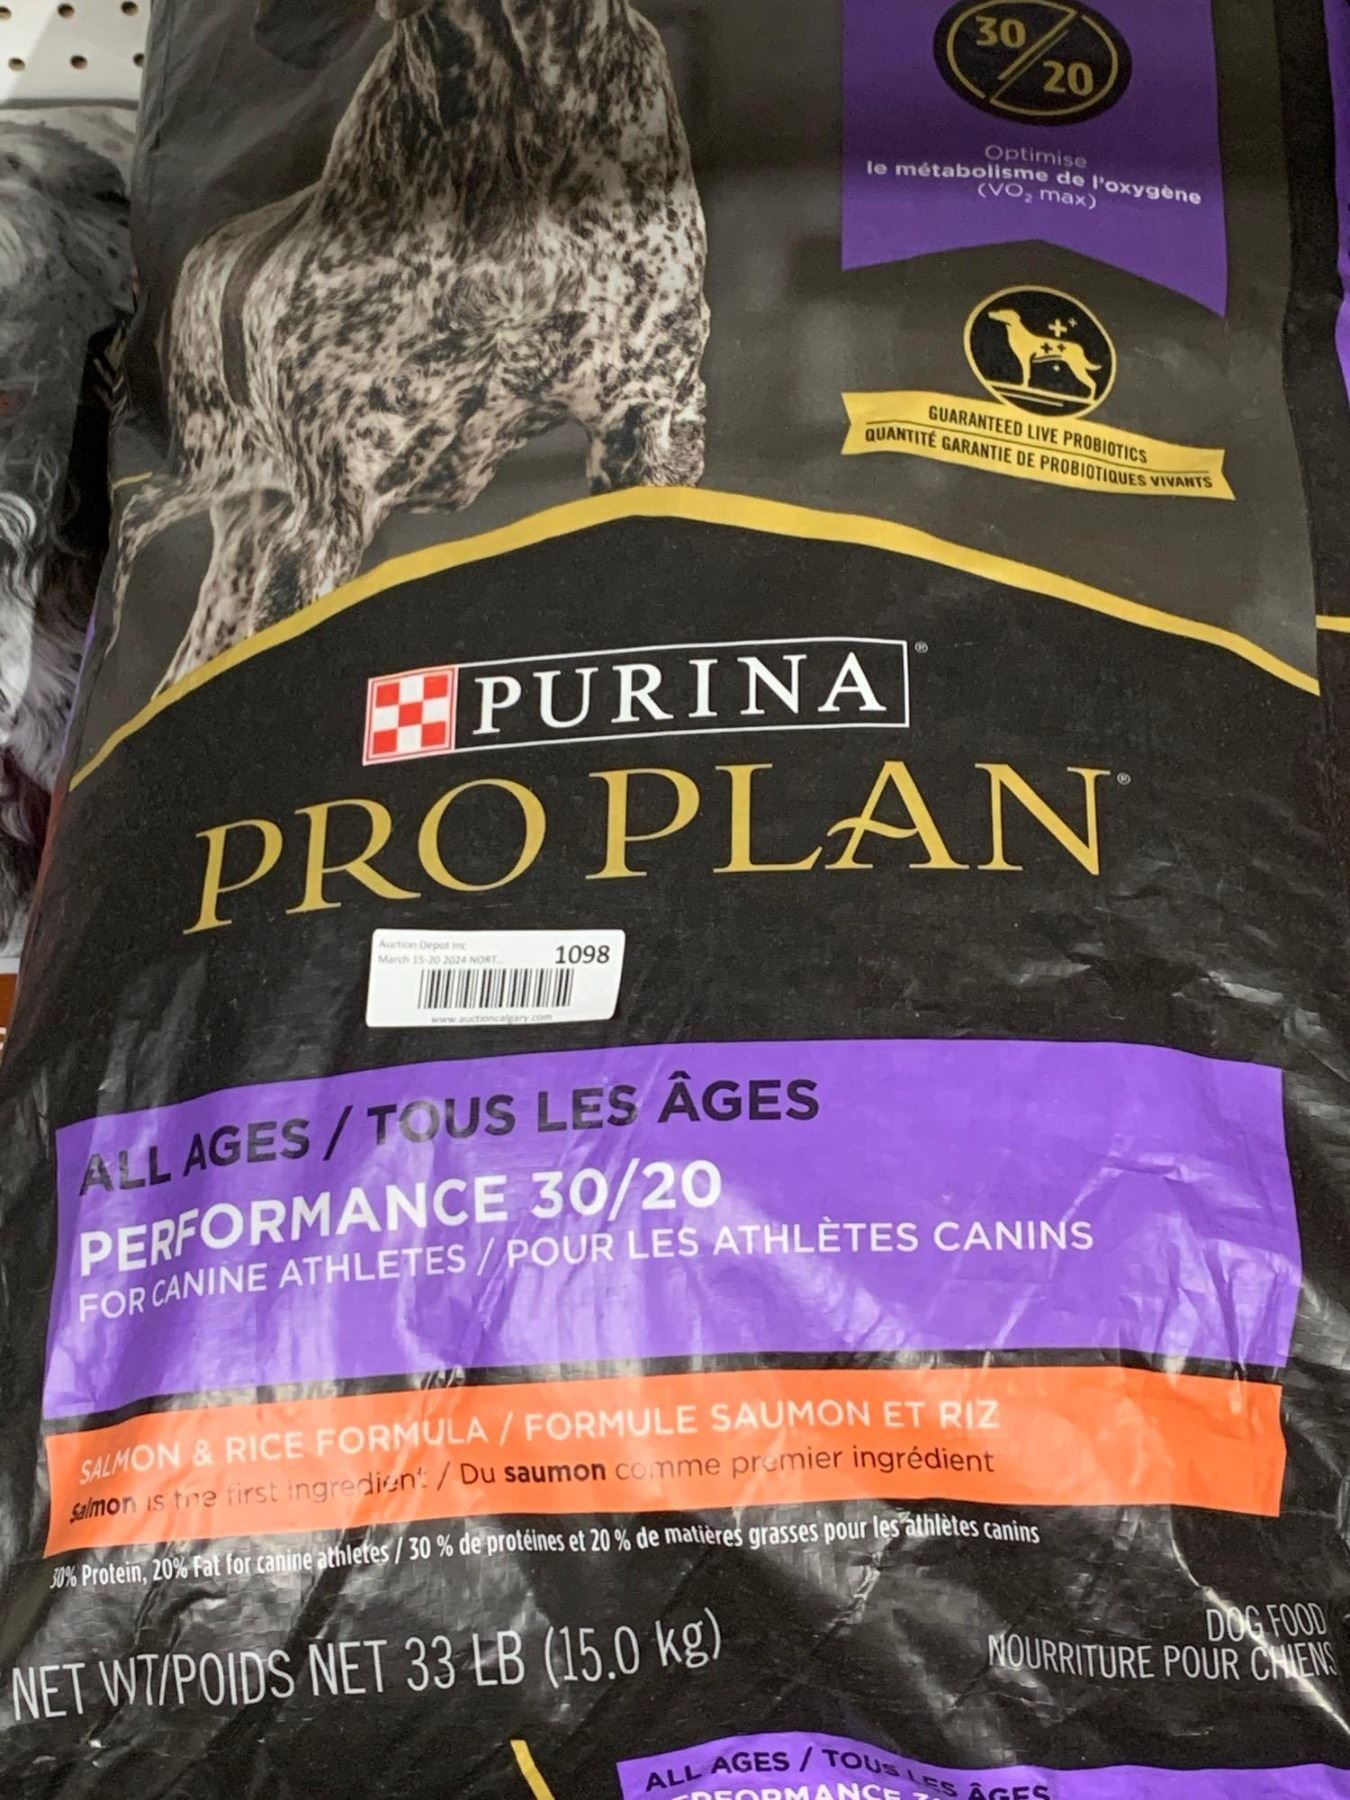 30/20
Optimise
le métabolisme de l'oxygène
(VO₂ max)
GUARANTEED LIVE PROBIOTICS
QUANTITÉ GARANTIE DE PROBIOTIQUES VIVANTS
PURINA®
PRO PLAN®
Auction Depot Inc
March 15-20 2024 NORT...
1098
www.auctioncalgary.com
ALL AGES / TOUS LES ÂGES
PERFORMANCE 30/20
FOR CANINE ATHLETES / POUR LES ATHLÈTES CANINS
SALMON & RICE FORMULA / FORMULE SAUMON ET RIZ
Salmon is the first ingredient / Du saumon comme premier ingrédient
30% Protein, 20% Fat for canine athletes / 30 % de protéines et 20 % de matières grasses pour les athlètes canins
NET WT/POIDS NET 33 LB (15.0 kg)
DOG FOOD
NOURRITURE POUR CHIENS
ALL AGES / TOUS LES ÂGES